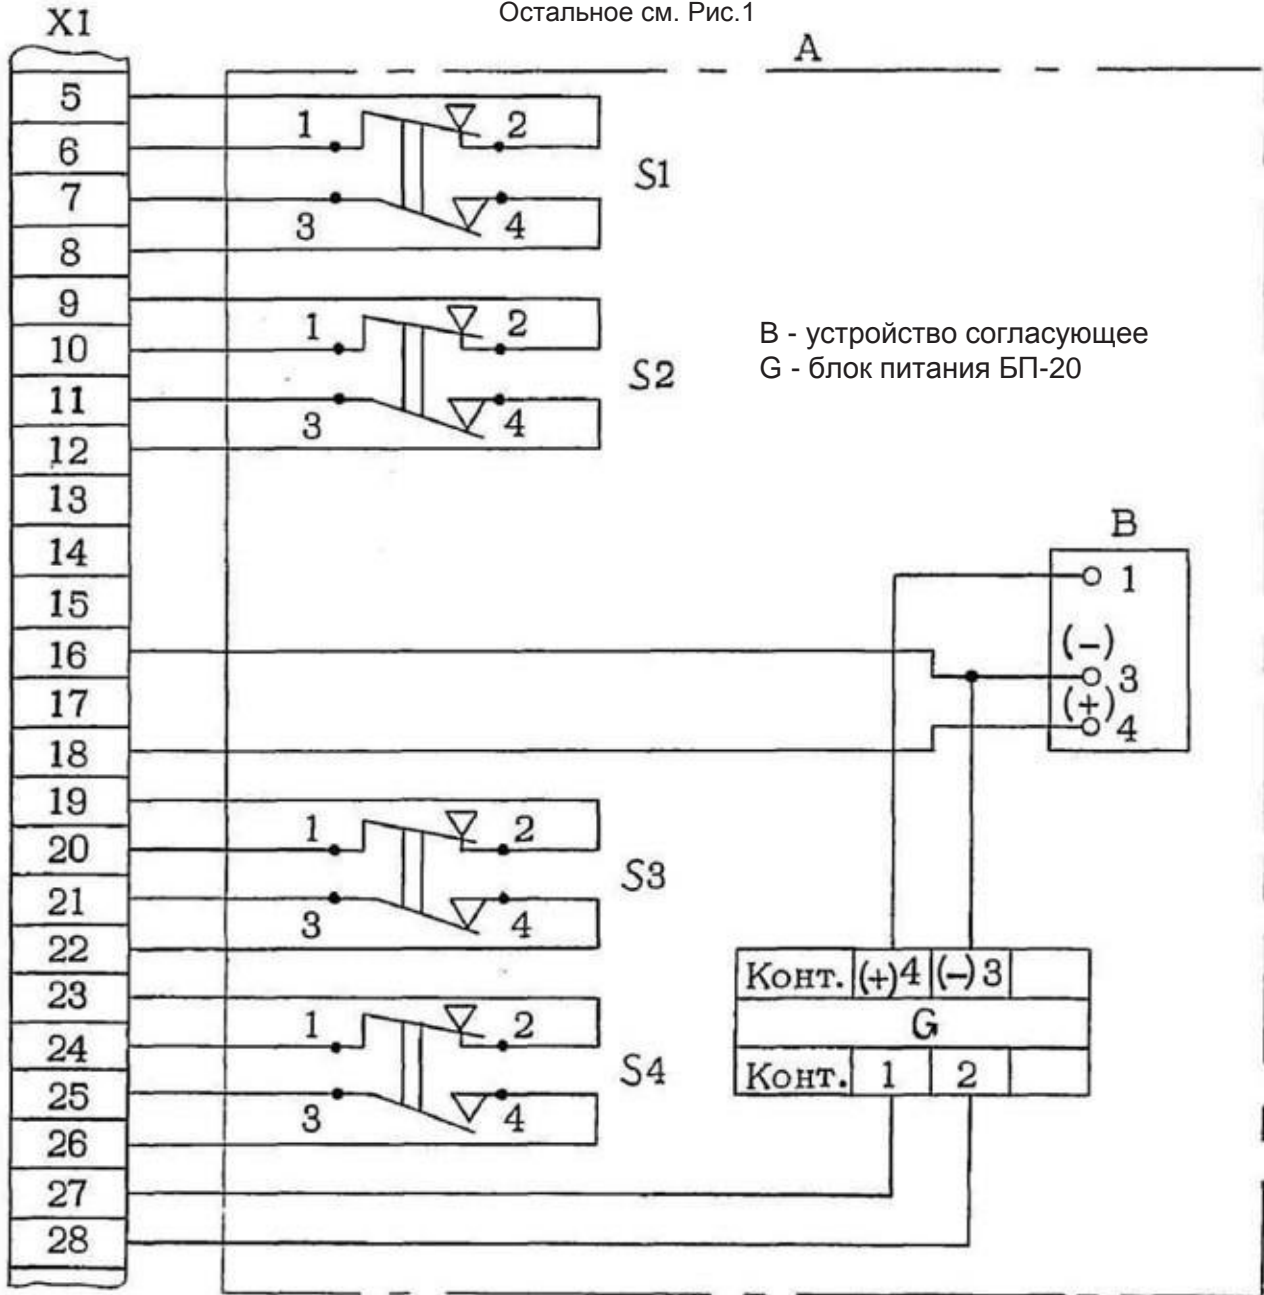 Остальное см. Рис.1
X1
A
5
6
7
8
9
10
11
12
13
14
15
16
17
18
19
20
21
22
23
24
25
26
27
28
1 2
S1
3 4
1 2
S2
3 4
В - устройство согласующее
G - блок питания БП-20
B
1
(-)
3
(+)
4
1 2
S3
3 4
1 2
S4
3 4
Конт. (+)4 (-)3
G
Конт. 1 2